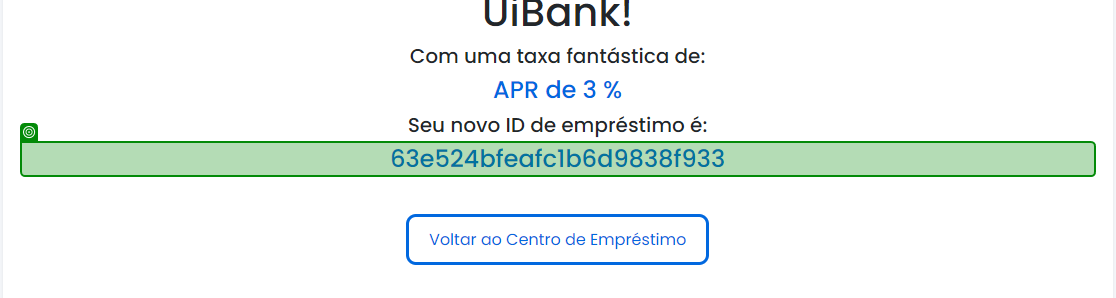 UiBank!
Com uma taxa fantástica de:
APR de 3 %
Seu novo ID de empréstimo é:
63e524bfeafc1b6d9838f933
Voltar ao Centro de Empréstimo